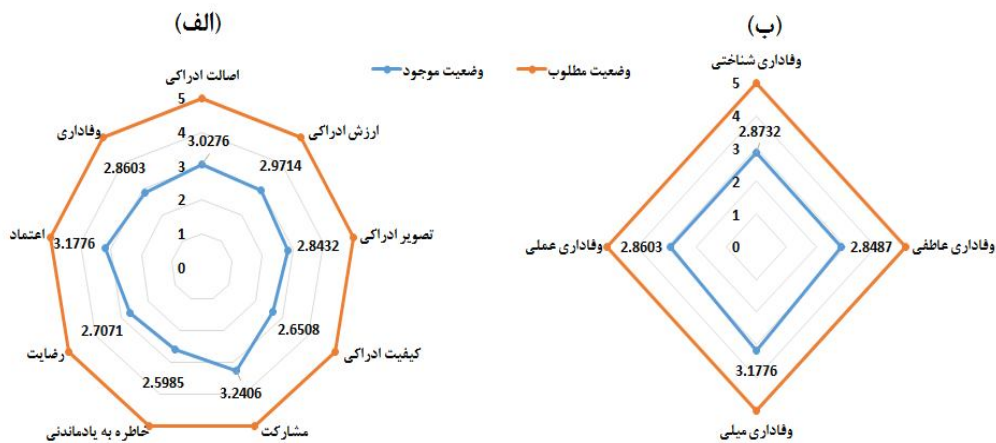 (الف)
(ب)
وضعیت موجود
وضعیت مطلوب
اصالت ادراکی
5
4
3.0276
3
2
1
0
ارزش ادراکی
2.9714
تصویر ادراکی
2.8432
کیفیت ادراکی
2.6508
مشارکت
3.2406
خاطره به یادماندنی
2.5985
رضایت
2.7071
اعتماد
3.1776
وفاداری
2.8603
وفاداری شناختی
5
4
2.8732
3
2
1
0
وفاداری عاطفی
2.8487
وفاداری میلی
3.1776
وفاداری عملی
2.8603